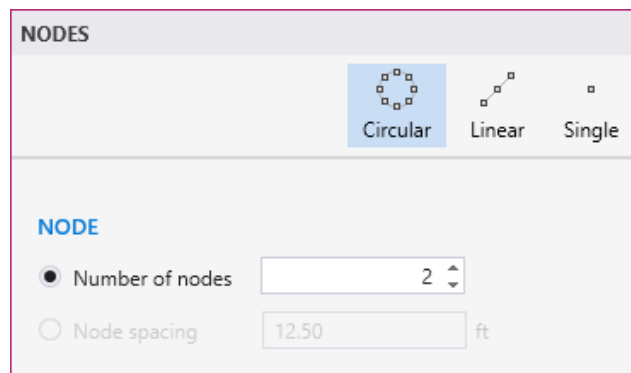 NODES
Circular Linear Single
NODE
Number of nodes 2
Node spacing 12.50 ft